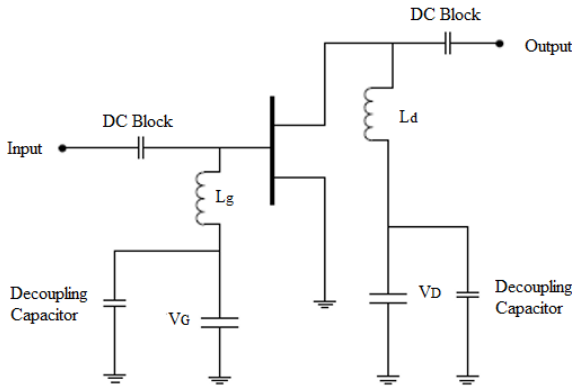 DC Block
Output
Ld
DC Block
Input
Lg
Decoupling
Capacitor
VG
VD
Decoupling
Capacitor